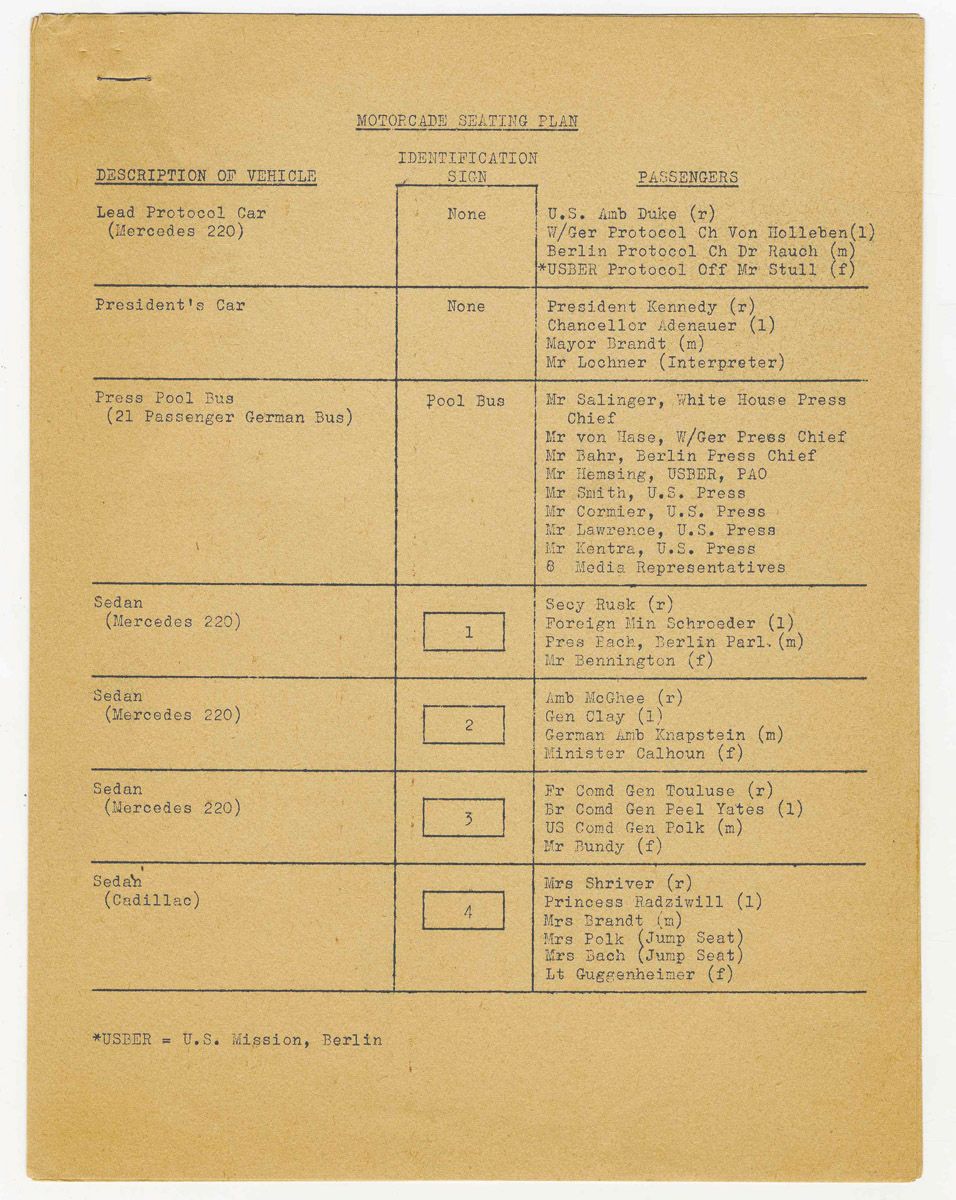 MOTORCADE SEATING PLAN
DESCRIPTION OF VEHICLE
IDENTIFICATION
SIGN
PASSENGERS
Lead Protocol Car
(Mercedes 220)
None
U.S. Amb Duke (r)
W/Ger Protocol Ch Von Holleben(l)
Berlin Protocol Ch Dr Rauch (m)
*USBER Protocol Off Mr Stull (f)
President's Car
None
President Kennedy (r)
Chancellor Adenauer (l)
Mayor Brandt (m)
Mr Lochner (Interpreter)
Press Pool Bus
(21 Passenger German Bus)
Pool Bus
Mr Salinger, White House Press
Chief
Mr von Hase, W/Ger Press Chief
Mr Bahr, Berlin Press Chief
Mr Hemsing, USBER, PAO
Mr Smith, U.S. Press
Mr Cormier, U.S. Press
Mr Lawrence, U.S. Press
Mr Kentra, U.S. Press
8 Media Representatives
Sedan
(Mercedes 220)
1
Secy Rusk (r)
Foreign Min Schroeder (l)
Pres Bach, Berlin Parl. (m)
Mr Bennington (f)
Sedan
(Mercedes 220)
2
Amb McGhee (r)
Gen Clay (l)
German Amb Knapstein (m)
Minister Calhoun (f)
Sedan
(Mercedes 220)
3
Fr Comd Gen Touluse (r)
Br Comd Gen Peel Yates (l)
US Comd Gen Polk (m)
Mr Bundy (f)
Sedan
(Cadillac)
4
Mrs Shriver (r)
Princess Radziwill (l)
Mrs Brandt (m)
Mrs Polk (Jump Seat)
Mrs Bach (Jump Seat)
Lt Guggenheimer (f)
*USBER = U.S. Mission, Berlin